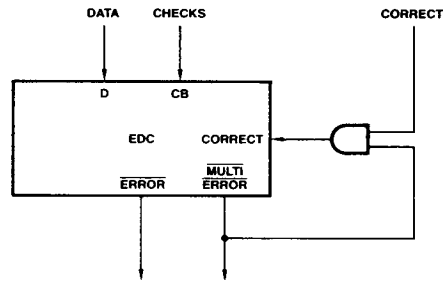 DATA CHECKS CORRECT
D CB
EDC CORRECT
ERROR MULTI
ERROR